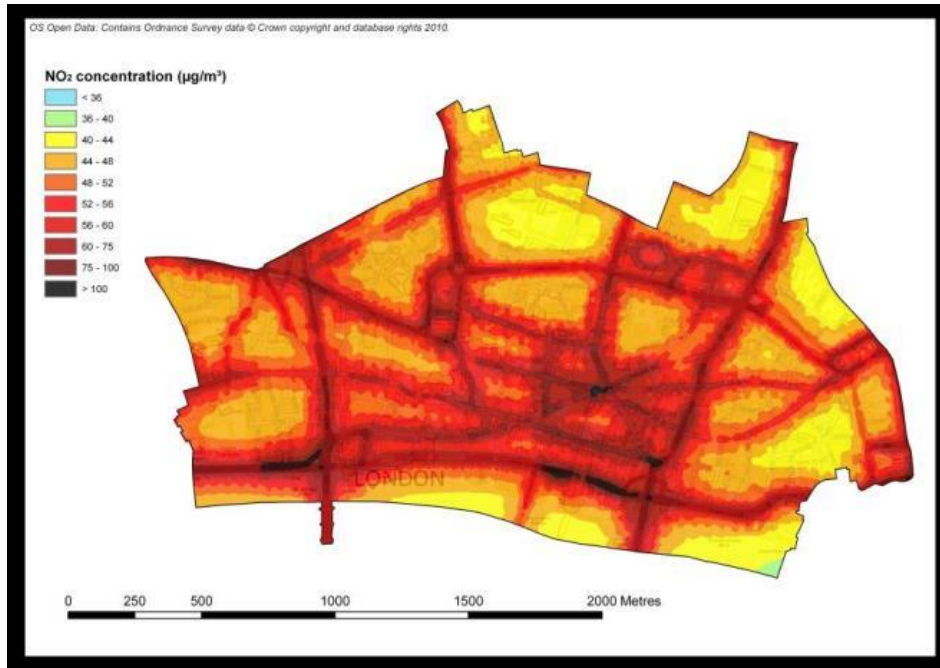 OS Open Data: Contains Ordnance Survey data © Crown copyright and database rights 2010.
NO₂ concentration (µg/m³)
< 36
36 - 40
40 - 44
44 - 48
48 - 52
52 - 56
56 - 60
60 - 75
75 - 100
> 100
LONDON
0 250 500 1000 1500 2000 Metres